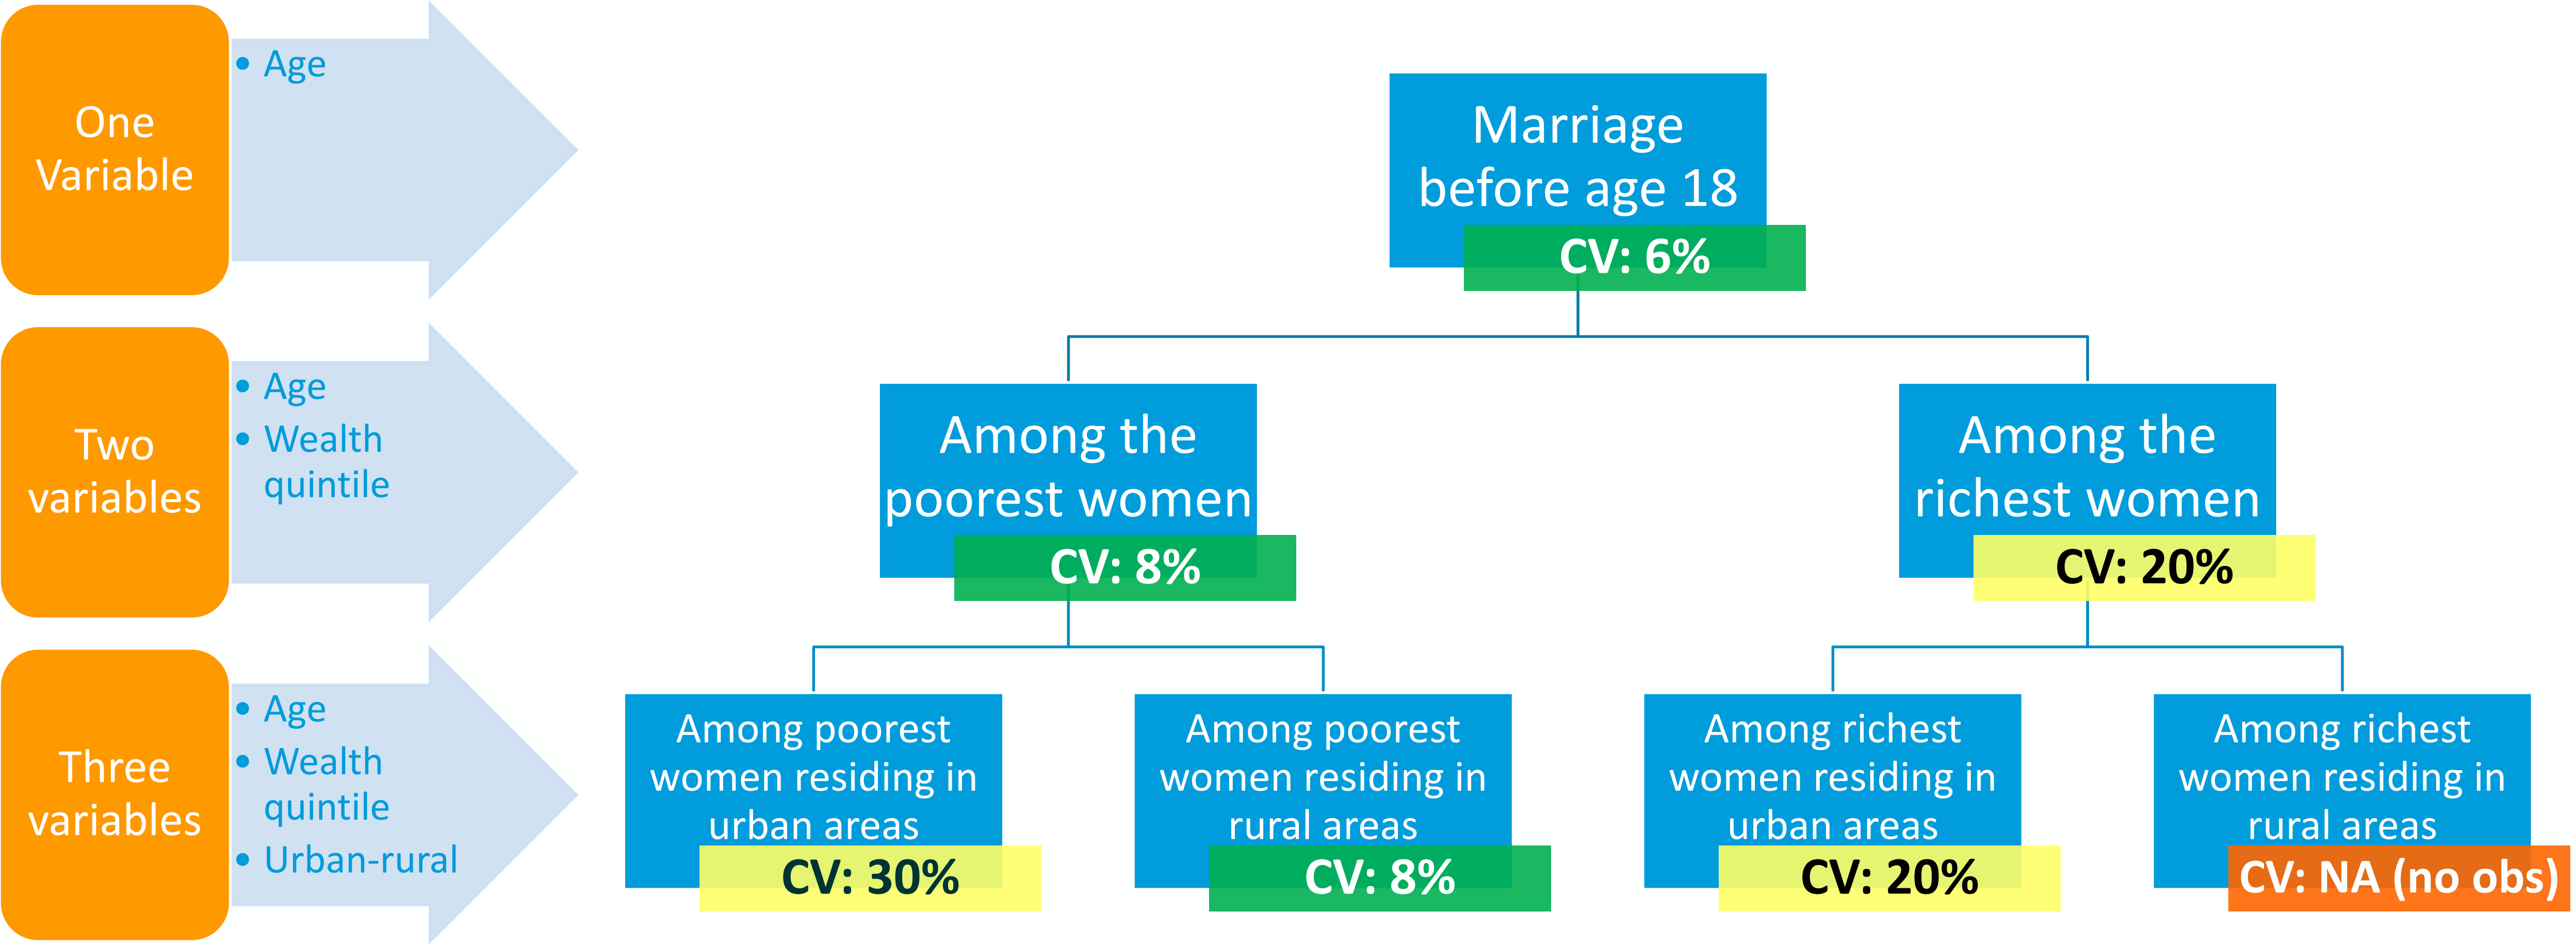 One
Variable
• Age
Marriage
before age 18
CV: 6%
Two
variables
• Age
• Wealth
quintile
Among the
poorest women
CV: 8%
Among the
richest women
CV: 20%
Three
variables
• Age
• Wealth
quintile
• Urban-rural
Among poorest
women residing in
urban areas
CV: 30%
Among poorest
women residing in
rural areas
CV: 8%
Among richest
women residing in
urban areas
CV: 20%
Among richest
women residing in
rural areas
CV: NA (no obs)